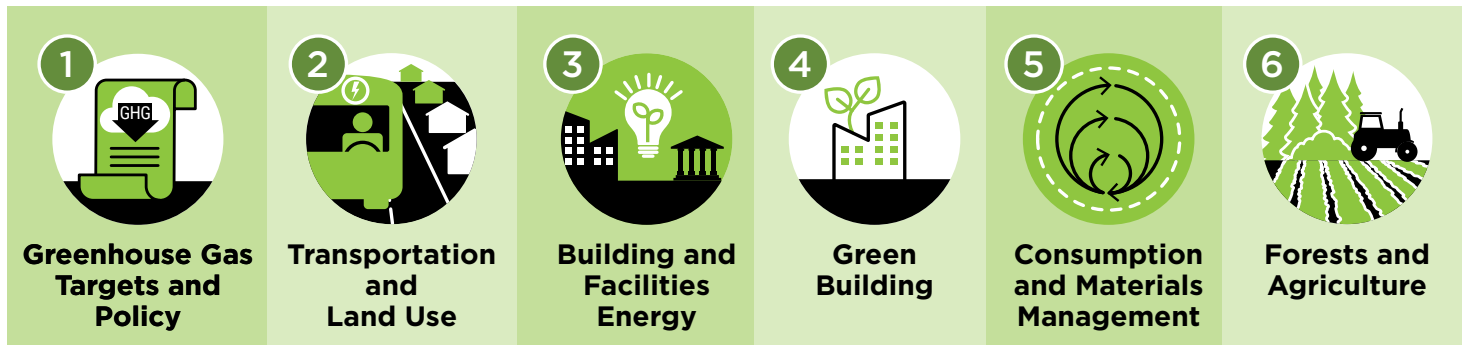 1
GHG
Greenhouse Gas
Targets and
Policy
2
Transportation
and
Land Use
3
Building and
Facilities
Energy
4
Green
Building
5
Consumption
and Materials
Management
6
Forests and
Agriculture